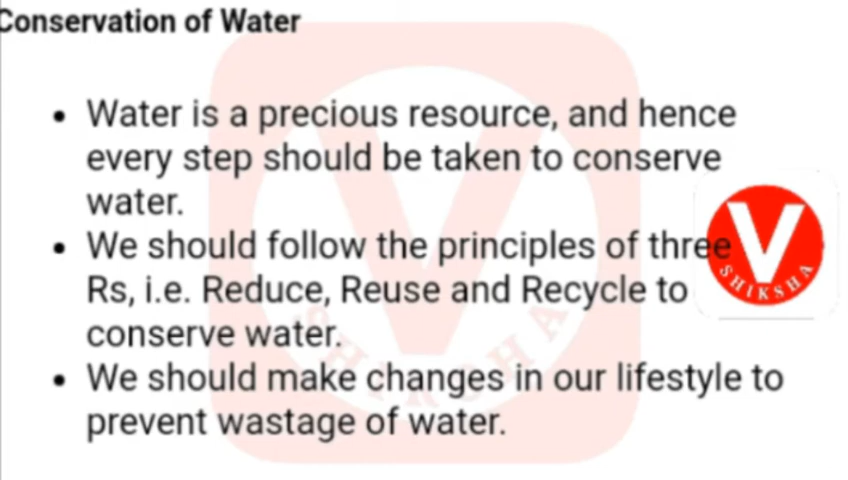 Conservation of Water
• Water is a precious resource, and hence
every step should be taken to conserve
water.
• We should follow the principles of three
Rs, i.e. Reduce, Reuse and Recycle to
conserve water.
• We should make changes in our lifestyle to
prevent wastage of water.
V
SHIKSHA
V
SHIKSHA